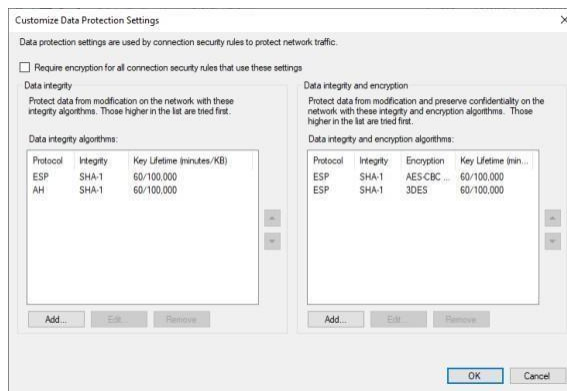 Customize Data Protection Settings
Data protection settings are used by connection security rules to protect network traffic.
Require encryption for all connection security rules that use these settings
Data integrity
Protect data from modification on the network with these
integrity algorithms. Those higher in the list are tried first.
Data integrity algorithms:
Protocol Integrity Key Lifetime (minutes/KB)
ESP SHA-1 60/100,000
AH SHA-1 60/100,000
Add... Edit... Remove
Data integrity and encryption
Protect data from modification and preserve confidentiality on the
network with these integrity and encryption algorithms. Those
higher in the list are tried first.
Data integrity and encryption algorithms:
Protocol Integrity Encryption Key Lifetime (min...
ESP SHA-1 AES-CBC ... 60/100,000
ESP SHA-1 3DES 60/100,000
Add... Edit... Remove
OK Cancel